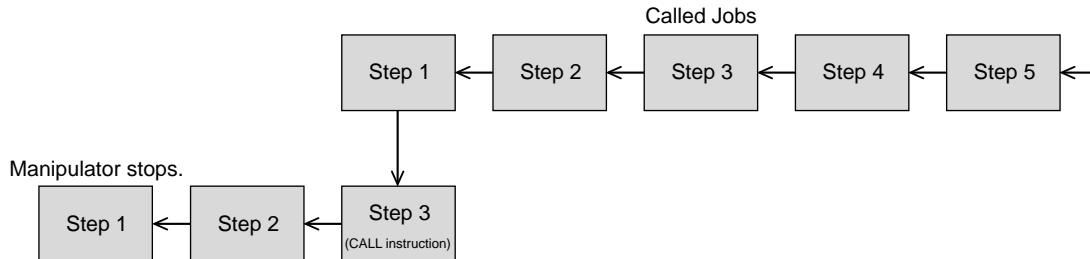 Called Jobs
Step 1
Step 2
Step 3
Step 4
Step 5
Manipulator stops.
Step 1
Step 2
Step 3
(CALL instruction)